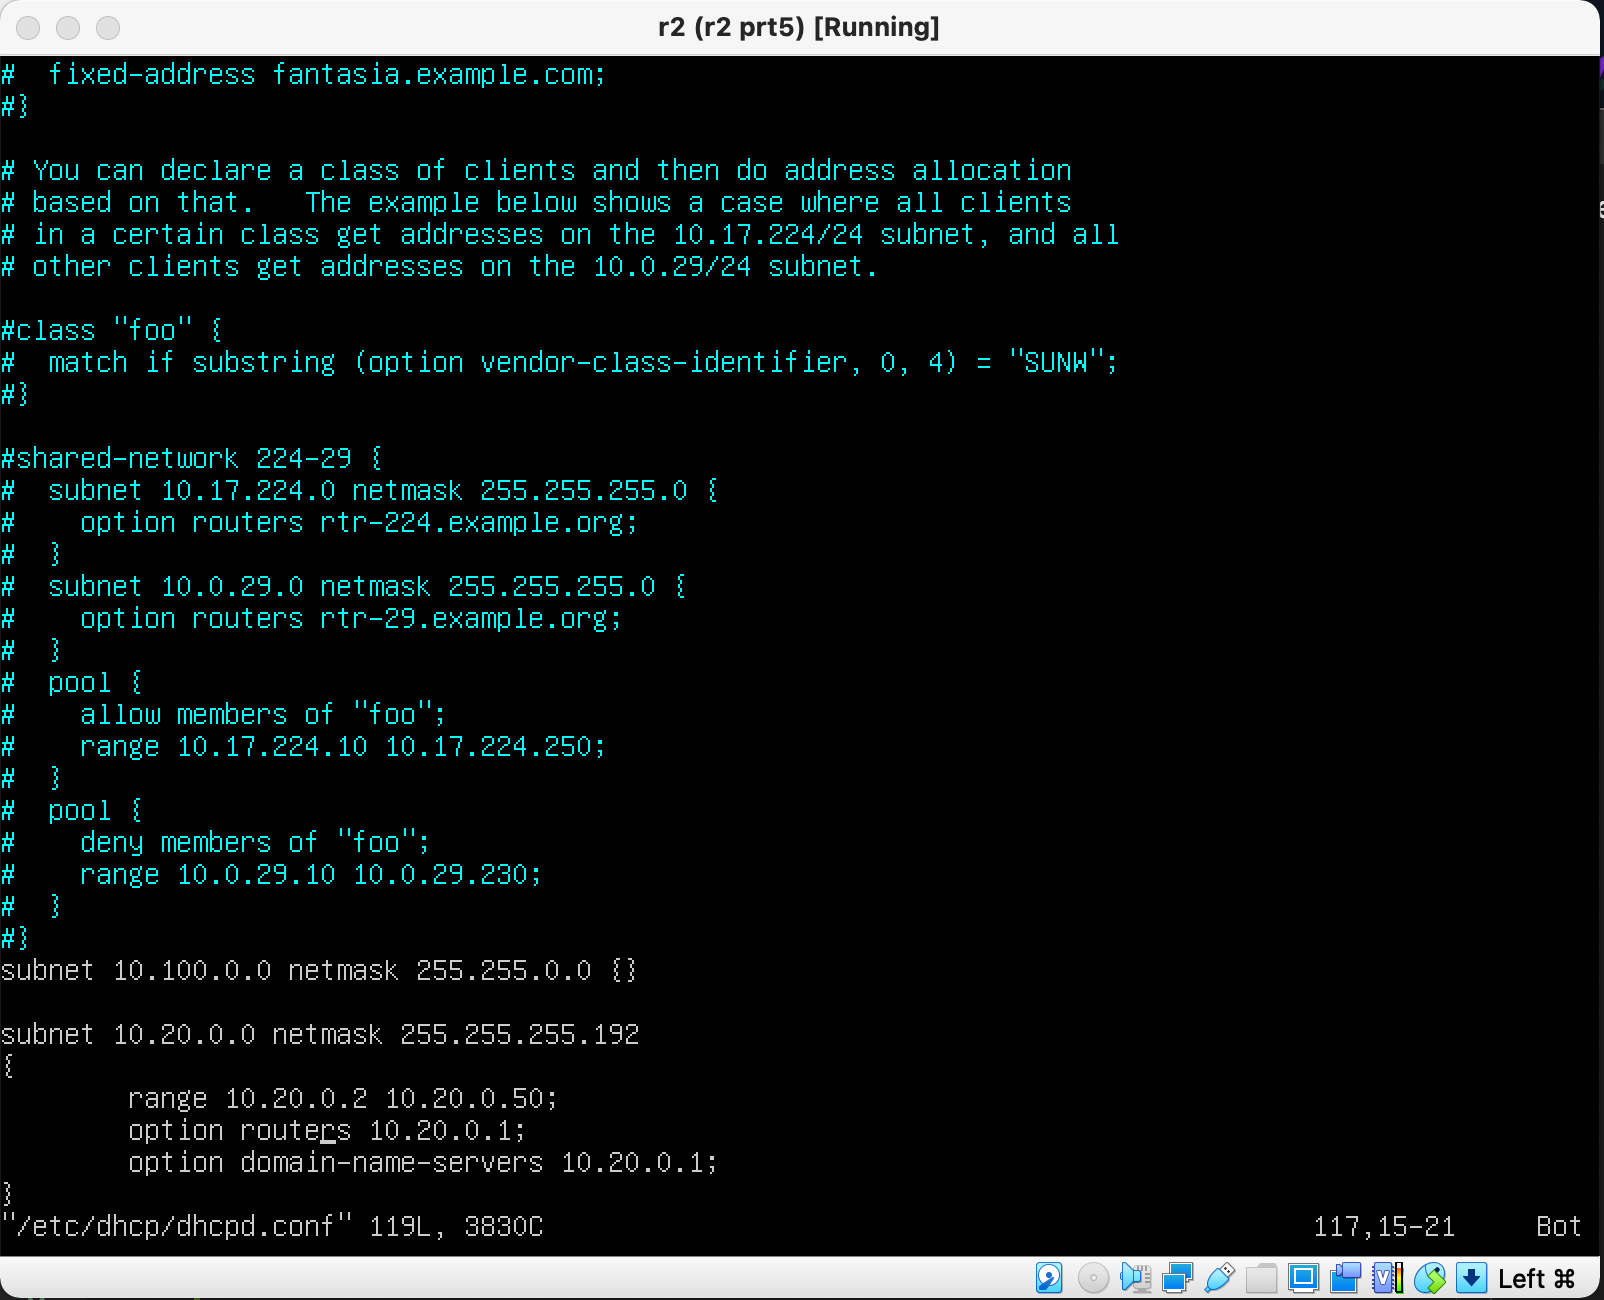 r2 (r2 prt5) [Running]
#  fixed-address fantasia.example.com;
#}
# You can declare a class of clients and then do address allocation
# based on that.   The example below shows a case where all clients
# in a certain class get addresses on the 10.17.224/24 subnet, and all
# other clients get addresses on the 10.0.29/24 subnet.
#class "foo" {
#  match if substring (option vendor-class-identifier, 0, 4) = "SUNW";
#}
#shared-network 224-29 {
#  subnet 10.17.224.0 netmask 255.255.255.0 {
#    option routers rtr-224.example.org;
#  }
#  subnet 10.0.29.0 netmask 255.255.255.0 {
#    option routers rtr-29.example.org;
#  }
#  pool {
#    allow members of "foo";
#    range 10.17.224.10 10.17.224.250;
#  }
#  pool {
#    deny members of "foo";
#    range 10.0.29.10 10.0.29.230;
#  }
#}
subnet 10.100.0.0 netmask 255.255.0.0 {}
subnet 10.20.0.0 netmask 255.255.255.192
{
        range 10.20.0.2 10.20.0.50;
        option routers 10.20.0.1;
        option domain-name-servers 10.20.0.1;
}
"/etc/dhcp/dhcpd.conf" 119L, 3830C 117,15-21 Bot
Left ⌘